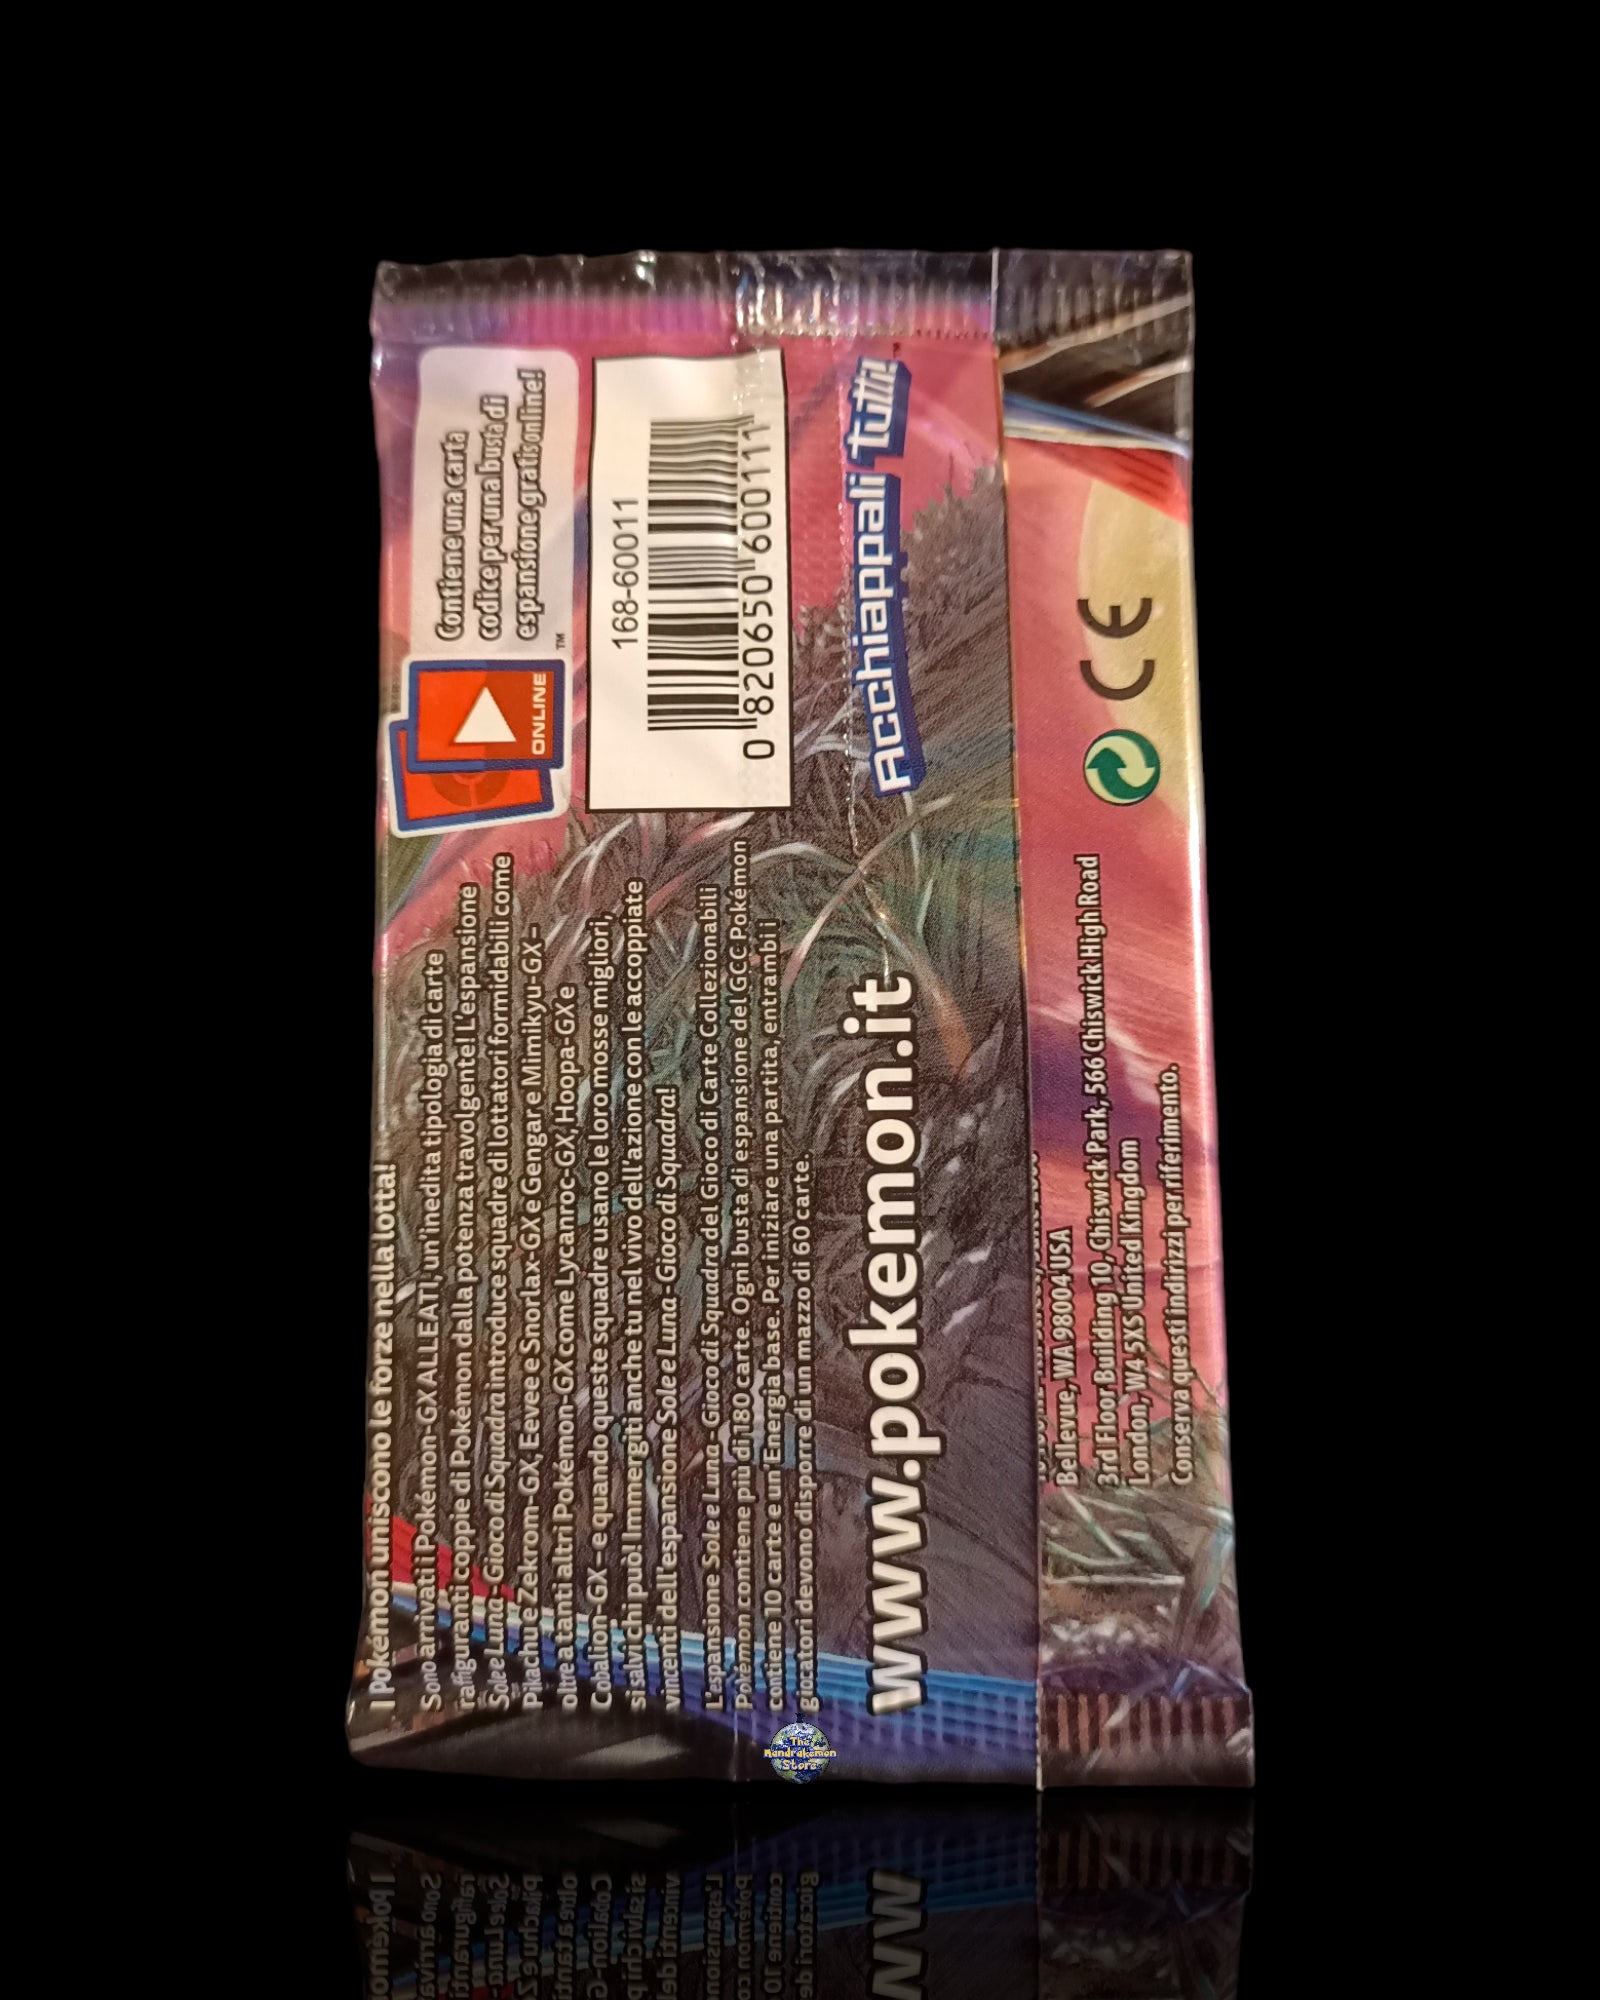 I Pokémon uniscono le forze nella lotta!
Sono arrivati i Pokémon-GX ALLEATI, un'inedita tipologia di carte
raffiguranti coppie di Pokémon dalla potenza travolgente! L'espansione
Sole e Luna - Gioco di Squadra introduce squadre di lottatori formidabili come
Pikachu e Zekrom-GX, Eevee e Snorlax-GX e Gengar e Mimikyu-GX –
oltre a tanti altri Pokémon-GX come Lycanroc-GX, Hoopa-GX e
Cobalion-GX – e quando queste squadre usano le loro mosse migliori,
si salvi chi può! Immergiti anche tu nel vivo dell'azione con le accoppiate
vincenti dell'espansione Sole e Luna - Gioco di Squadra!
L'espansione Sole e Luna - Gioco di Squadra del Gioco di Carte Collezionabili
Pokémon contiene più di 180 carte. Ogni busta di espansione del GCC Pokémon
contiene 10 carte e un'Energia base. Per iniziare una partita, entrambi i
giocatori devono disporre di un mazzo di 60 carte.
www.pokemon.it
ONLINE
TM
Contiene una carta
codice per una busta di
espansione gratis online!
168-60011
0 820650 600111
Acchiappali tutti!
TM
Bellevue, WA 98004 USA
3rd Floor Building 10, Chiswick Park, 566 Chiswick High Road
London, W4 5XS United Kingdom
Conserva questi indirizzi per riferimento.
CE
The
Mandrakemon
Store